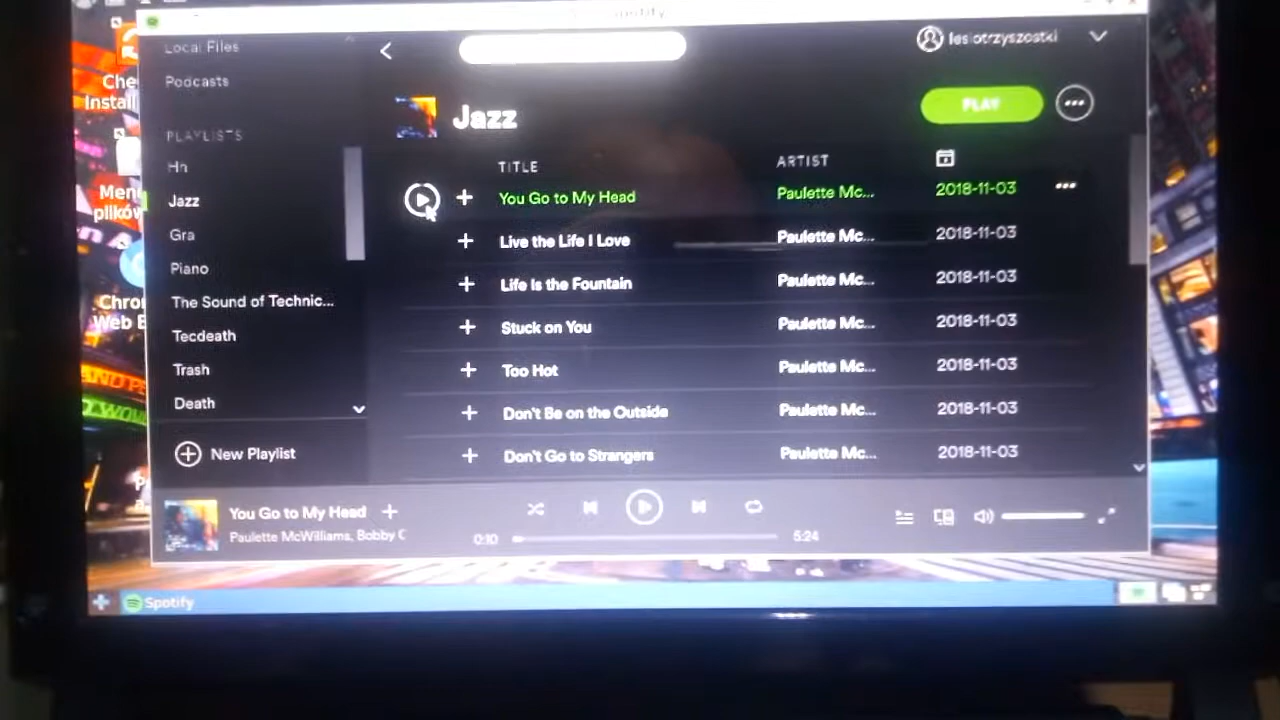 Spotify
Local Files
Podcasts
PLAYLISTS
Hn
Jazz
Gra
Piano
The Sound of Technic...
Tecdeath
Trash
Death
New Playlist
Jazz
PLAY
TITLE ARTIST
You Go to My Head Paulette Mc... 2018-11-03
Live the Life I Love Paulette Mc... 2018-11-03
Life Is the Fountain Paulette Mc... 2018-11-03
Stuck on You Paulette Mc... 2018-11-03
Too Hot Paulette Mc... 2018-11-03
Don't Be on the Outside Paulette Mc... 2018-11-03
Don't Go to Strangers Paulette Mc... 2018-11-03
You Go to My Head
Paulette McWilliams, Bobby C
0:10 5:24
Spotify